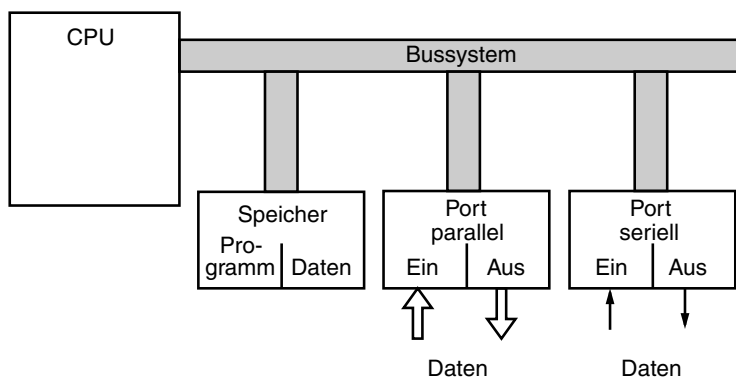 CPU
Bussystem
Speicher
Pro-
gramm
Daten
Port
parallel
Ein
Aus
Port
seriell
Ein
Aus
Daten
Daten